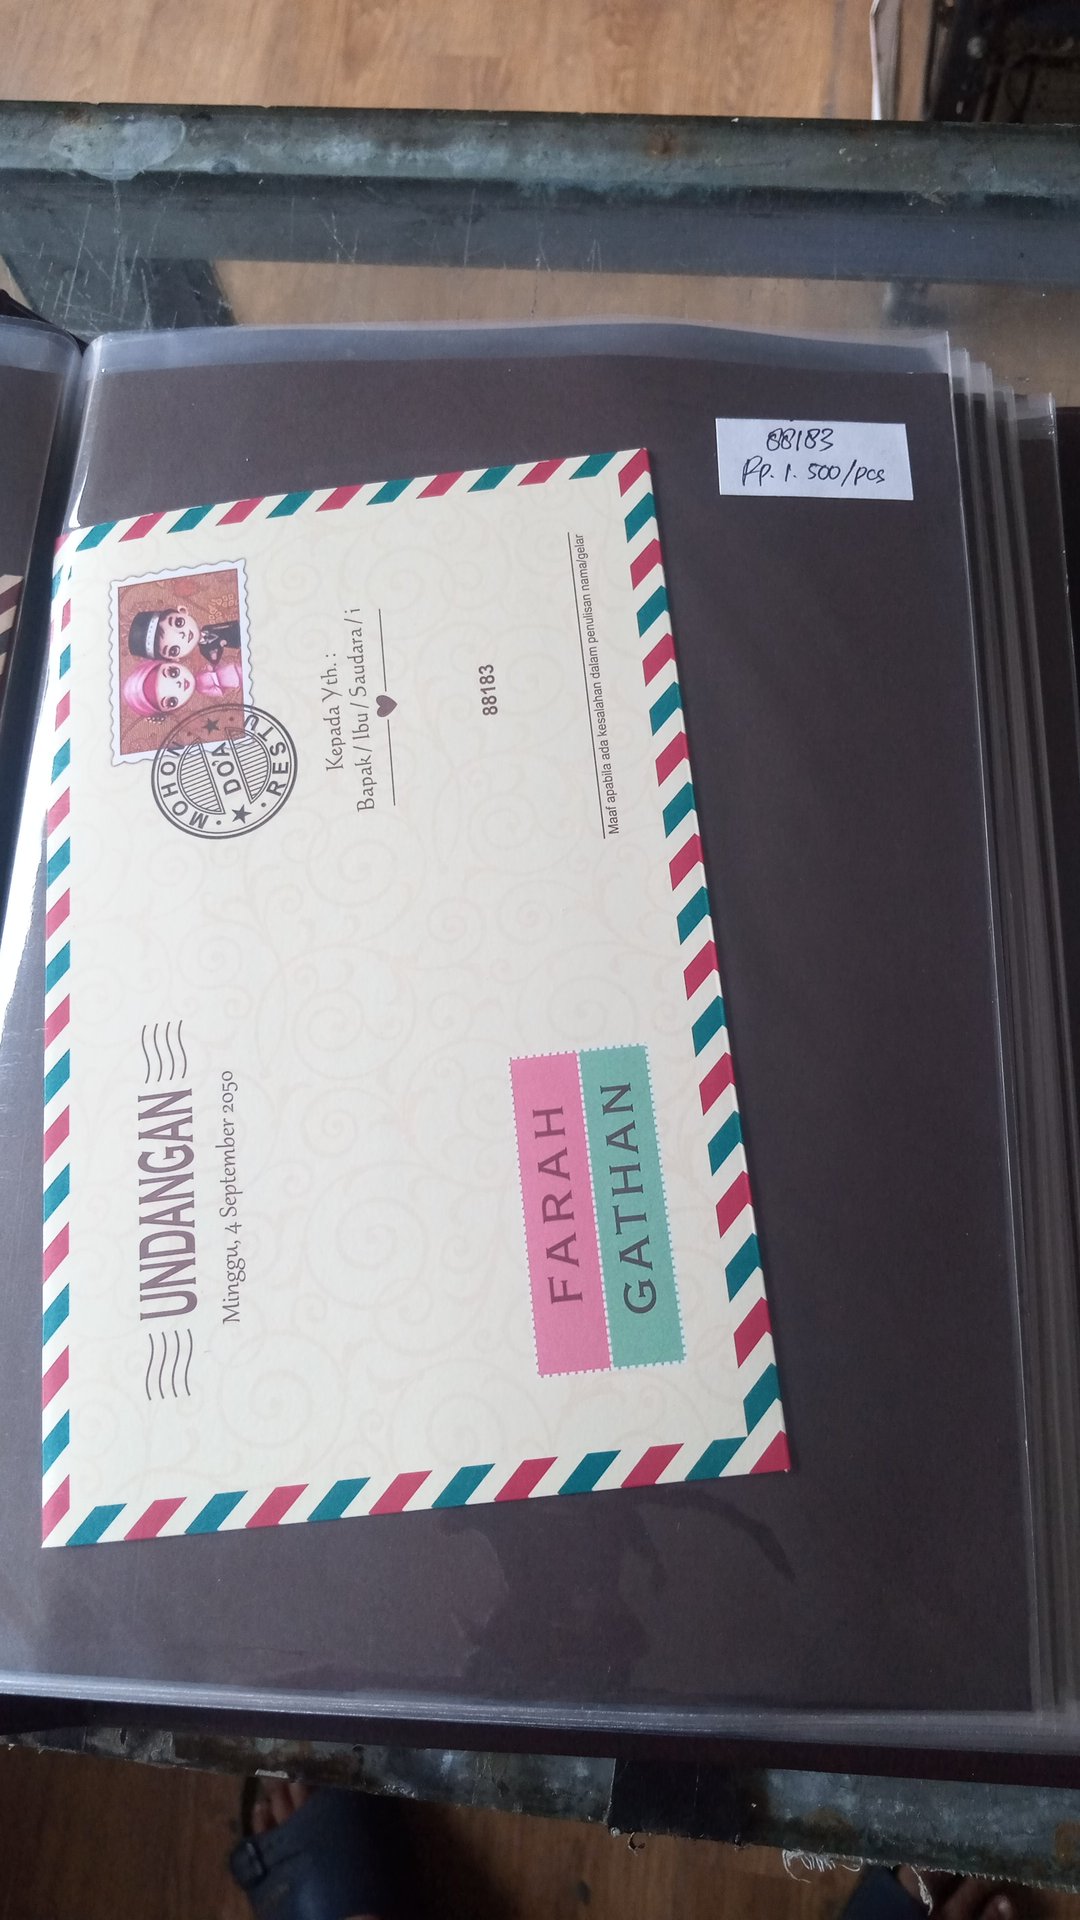 88183
Rp. 1.500/pcs
UNDANGAN
Minggu, 4 September 2050
MOHON
DO'A
RESTU
Kepada Yth. :
Bapak / Ibu / Saudara / i
88183
Maaf apabila ada kesalahan dalam penulisan nama/gelar
FARAH
GATHAN